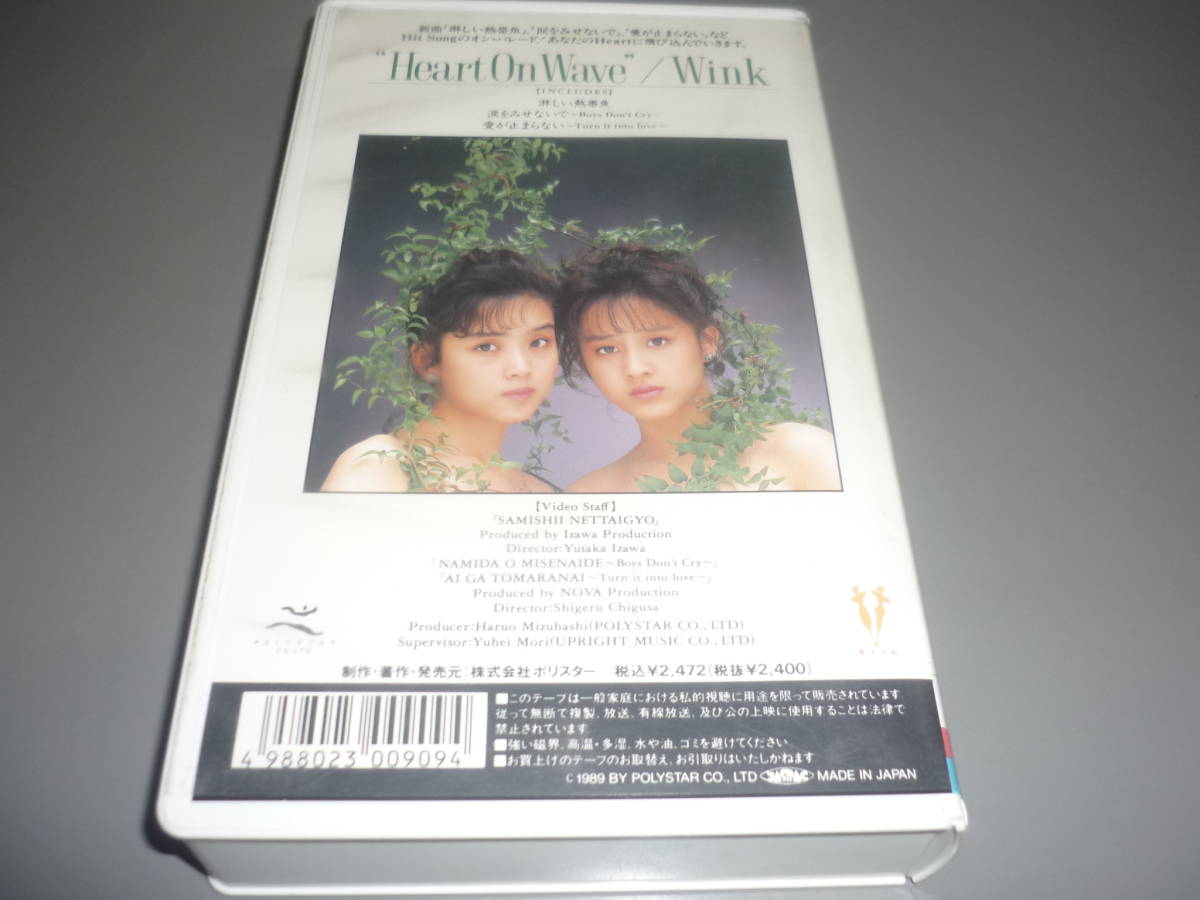 新曲「淋しい熱帯魚」、「涙をみせないで」、「愛が止まらない」など
Hit Songのオン・パレード！あなたのHeartに飛び込んでいきます。
"Heart On Wave" / Wink
[INCLUDES]
淋しい熱帯魚
涙をみせないで～Boys Don't Cry～
愛が止まらない～Turn it into love～
【Video Staff】
「SAMISHII NETTAIGYO」
Produced by Izawa Production
Director:Yutaka Izawa
「NAMIDA O MISENAIDE～Boys Don't Cry～」
「AI GA TOMARANAI～Turn it into love～」
Produced by NOVA Production
Director:Shigeru Chigusa
Producer:Haruo Mizuhashi(POLYSTAR CO., LTD)
Supervisor:Yuhei Mori(UPRIGHT MUSIC CO., LTD)
POLYSTAR
CO.,LTD
WINK
制作・著作・発売元：株式会社ポリスター 税込¥2,472(税抜¥2,400)
4 988023 009094
■このテープは一般家庭における私的視聴に用途を限って販売されています。
従って無断で複製、放送、有線放送、及び公の上映に使用することは法律で
禁止されています。
■強い磁界、高温・多湿、水や油、ゴミを避けてください。
■お買上げのテープのお取替え、お引取りはいたしかねます。
© 1989 BY POLYSTAR CO., LTD MADE IN JAPAN